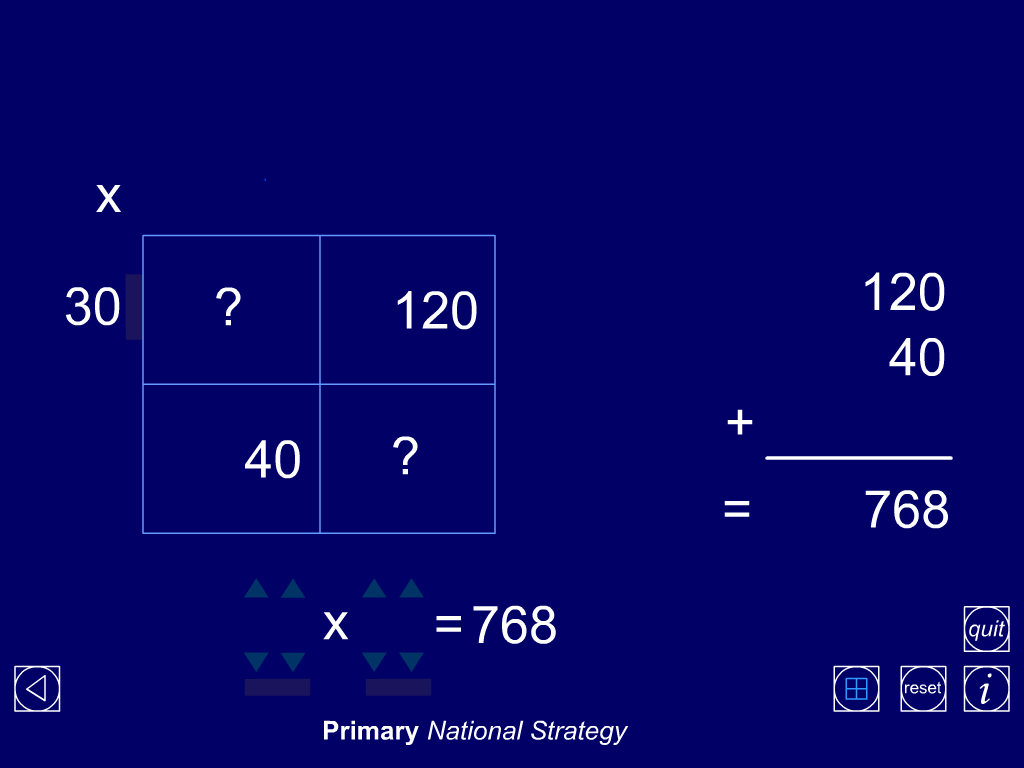 x
30 ? 120
40 ?
120
40
+
= 768
x = 768
quit
reset i
Primary National Strategy